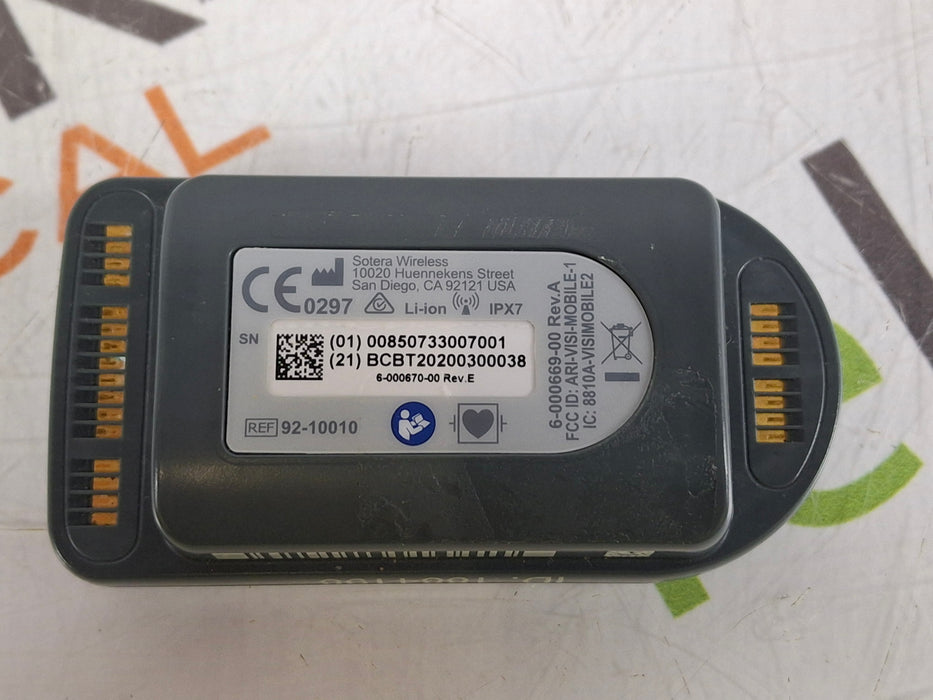 CAL
Sotera Wireless
10020 Huennekens Street
San Diego, CA 92121 USA
CE 0297 Li-ion IPX7
SN
(01) 00850733007001
(21) BCBT20200300038
6-000670-00 Rev.E
REF 92-10010
6-000669-00 Rev.A
FCC ID: ARI-VISI-MOBILE-1
IC: 8810A-VISIMOBILE2